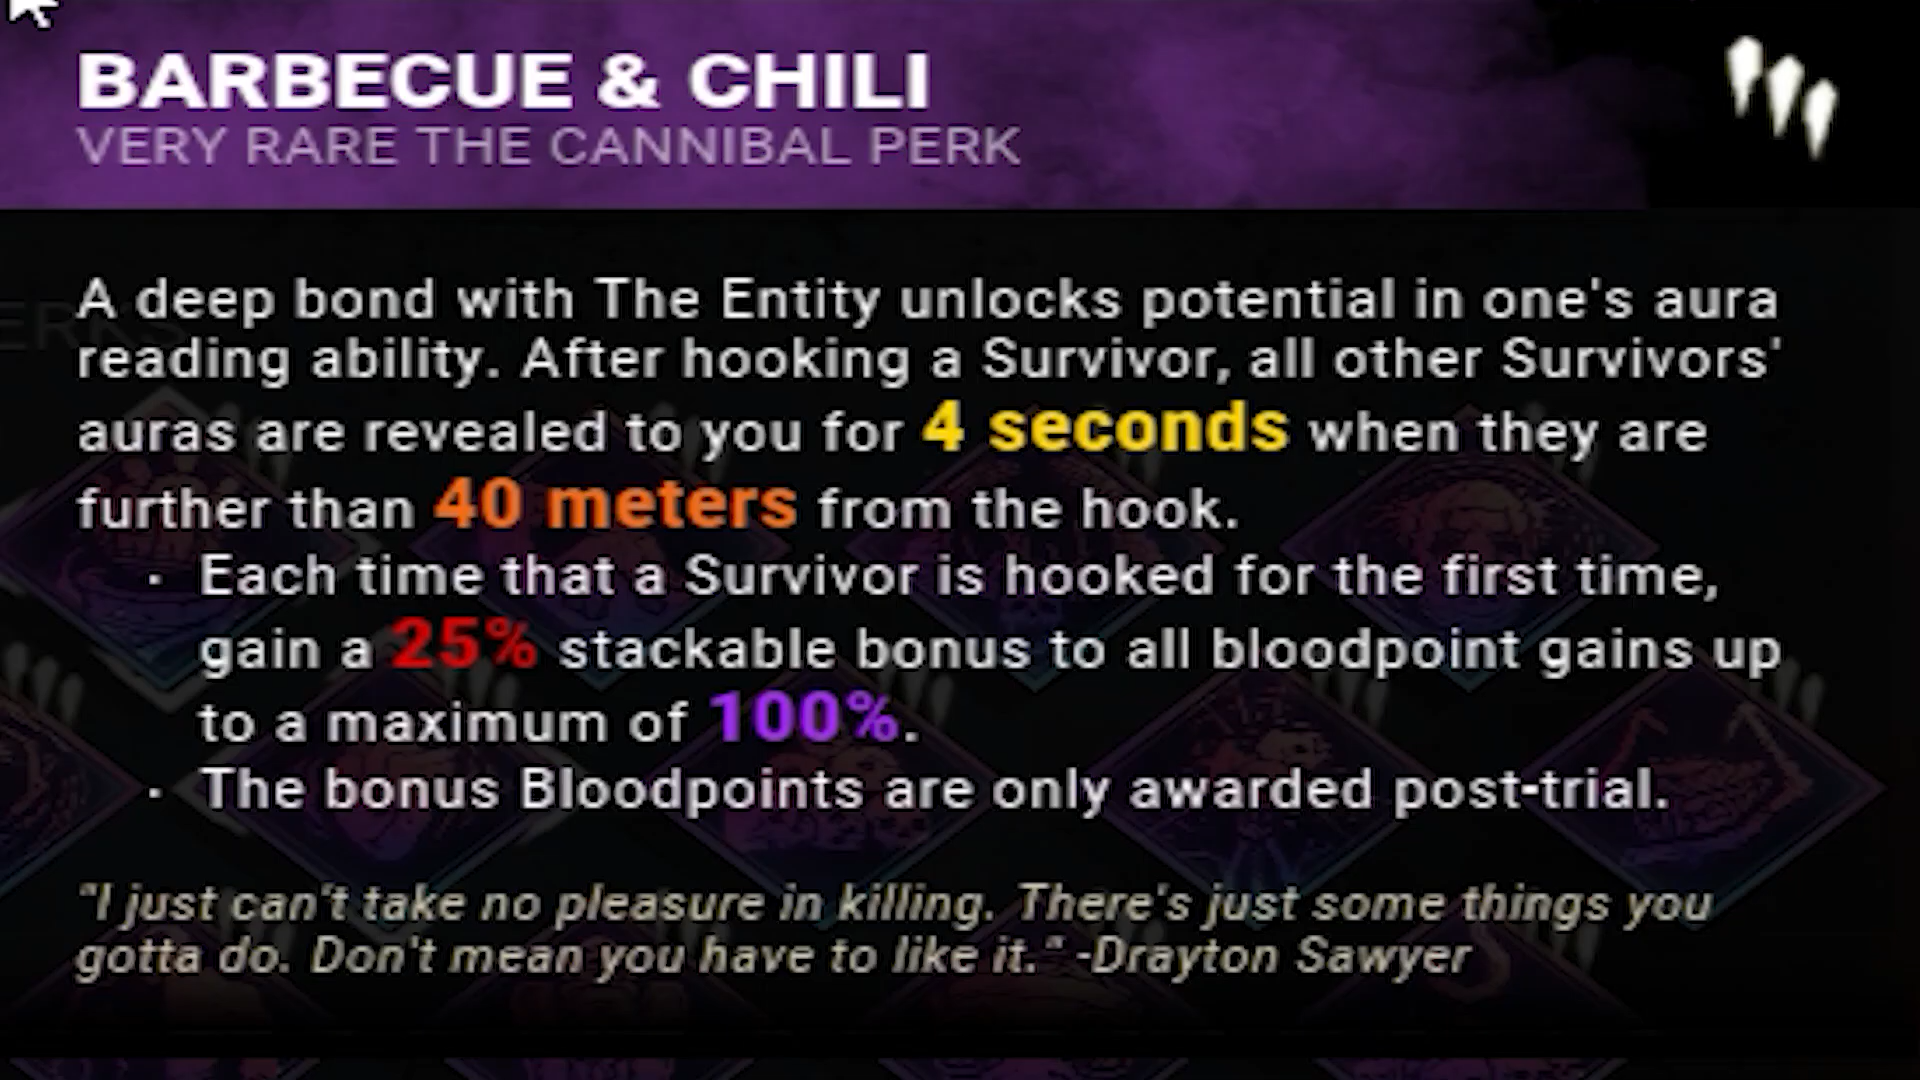 BARBECUE & CHILI
VERY RARE THE CANNIBAL PERK
A deep bond with The Entity unlocks potential in one's aura
reading ability. After hooking a Survivor, all other Survivors'
auras are revealed to you for 4 seconds when they are
further than 40 meters from the hook.
· Each time that a Survivor is hooked for the first time,
gain a 25% stackable bonus to all bloodpoint gains up
to a maximum of 100%.
· The bonus Bloodpoints are only awarded post-trial.
"I just can't take no pleasure in killing. There's just some things you
gotta do. Don't mean you have to like it." -Drayton Sawyer